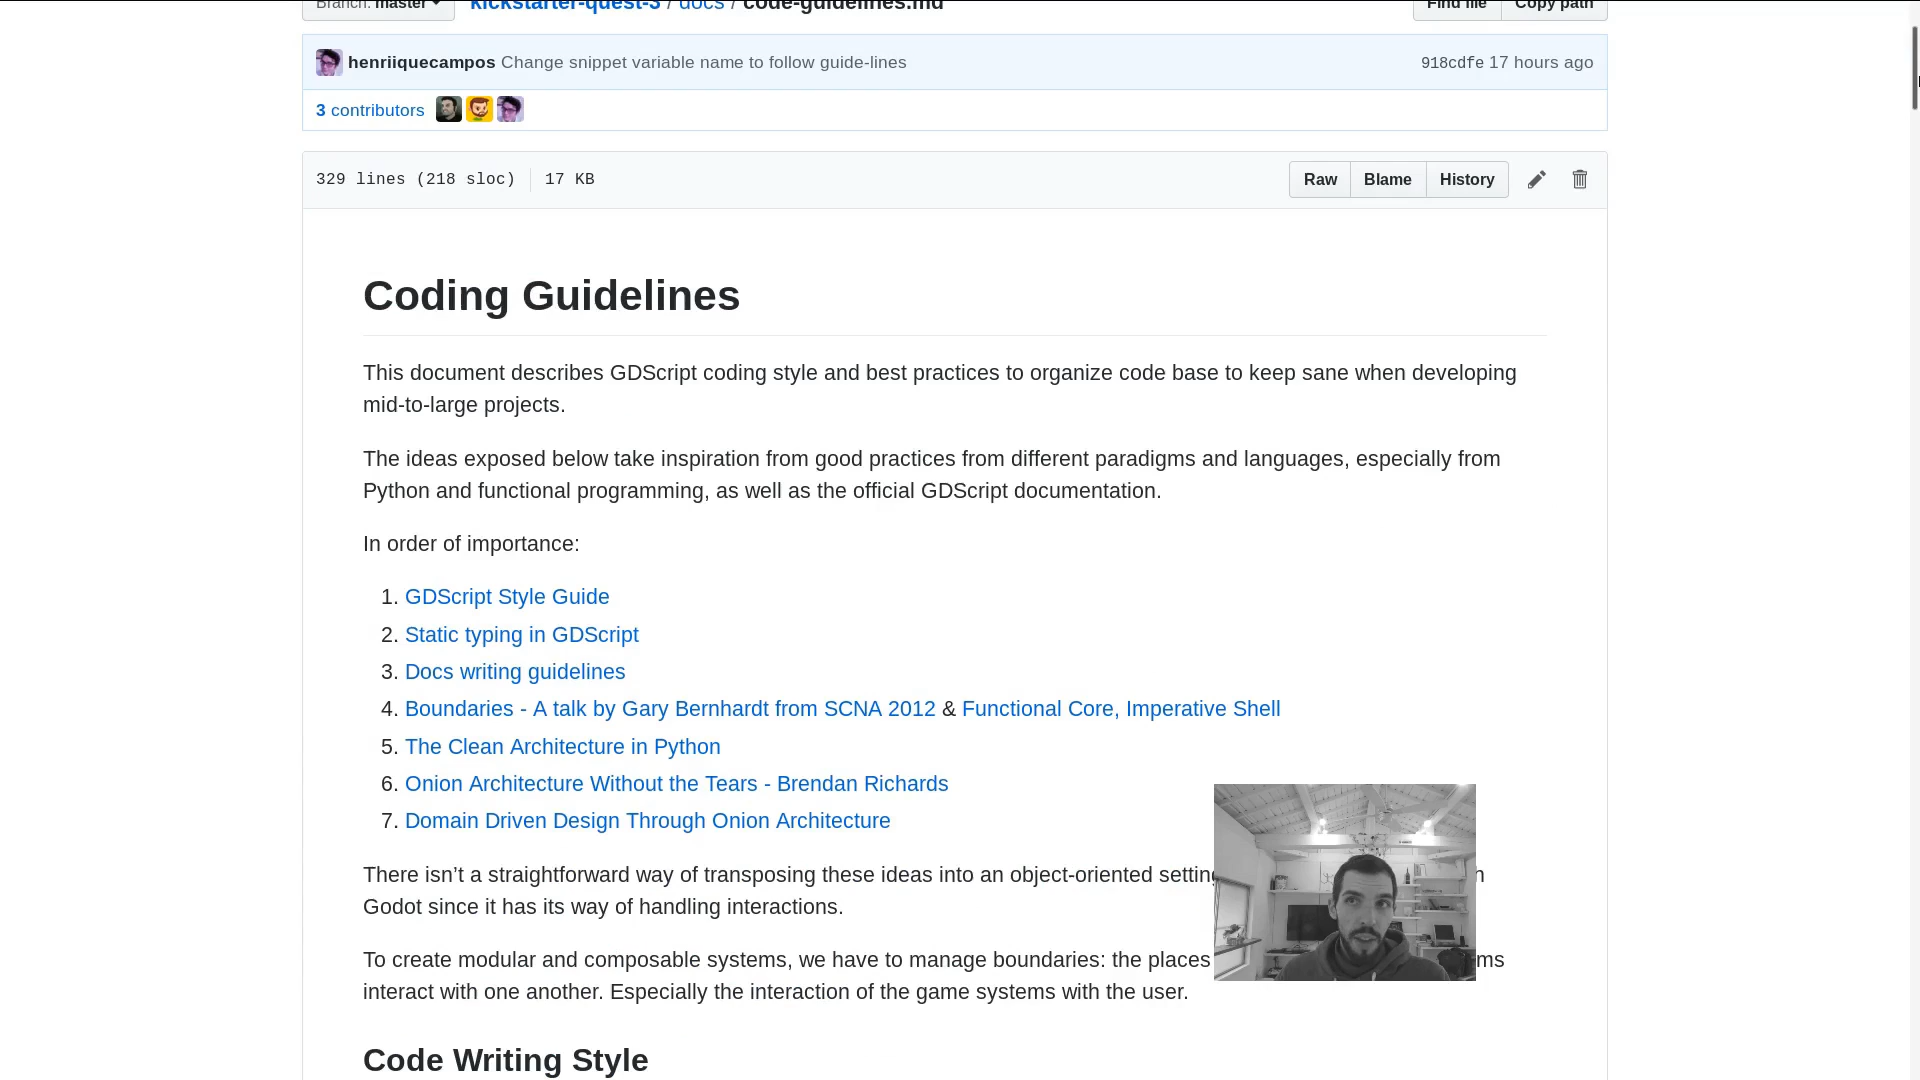 Branch: master
kickstarter-quest-3 / docs / code-guidelines.md
Find file
Copy path
henriiquecampos Change snippet variable name to follow guide-lines
918cdfe 17 hours ago
3 contributors
329 lines (218 sloc)
17 KB
Raw
Blame
History
Coding Guidelines
This document describes GDScript coding style and best practices to organize code base to keep sane when developing
mid-to-large projects.
The ideas exposed below take inspiration from good practices from different paradigms and languages, especially from
Python and functional programming, as well as the official GDScript documentation.
In order of importance:
1. GDScript Style Guide
2. Static typing in GDScript
3. Docs writing guidelines
4. Boundaries - A talk by Gary Bernhardt from SCNA 2012 & Functional Core, Imperative Shell
5. The Clean Architecture in Python
6. Onion Architecture Without the Tears - Brendan Richards
7. Domain Driven Design Through Onion Architecture
There isn’t a straightforward way of transposing these ideas into an object-oriented setting
Godot since it has its way of handling interactions.
To create modular and composable systems, we have to manage boundaries: the places
interact with one another. Especially the interaction of the game systems with the user.
Code Writing Style